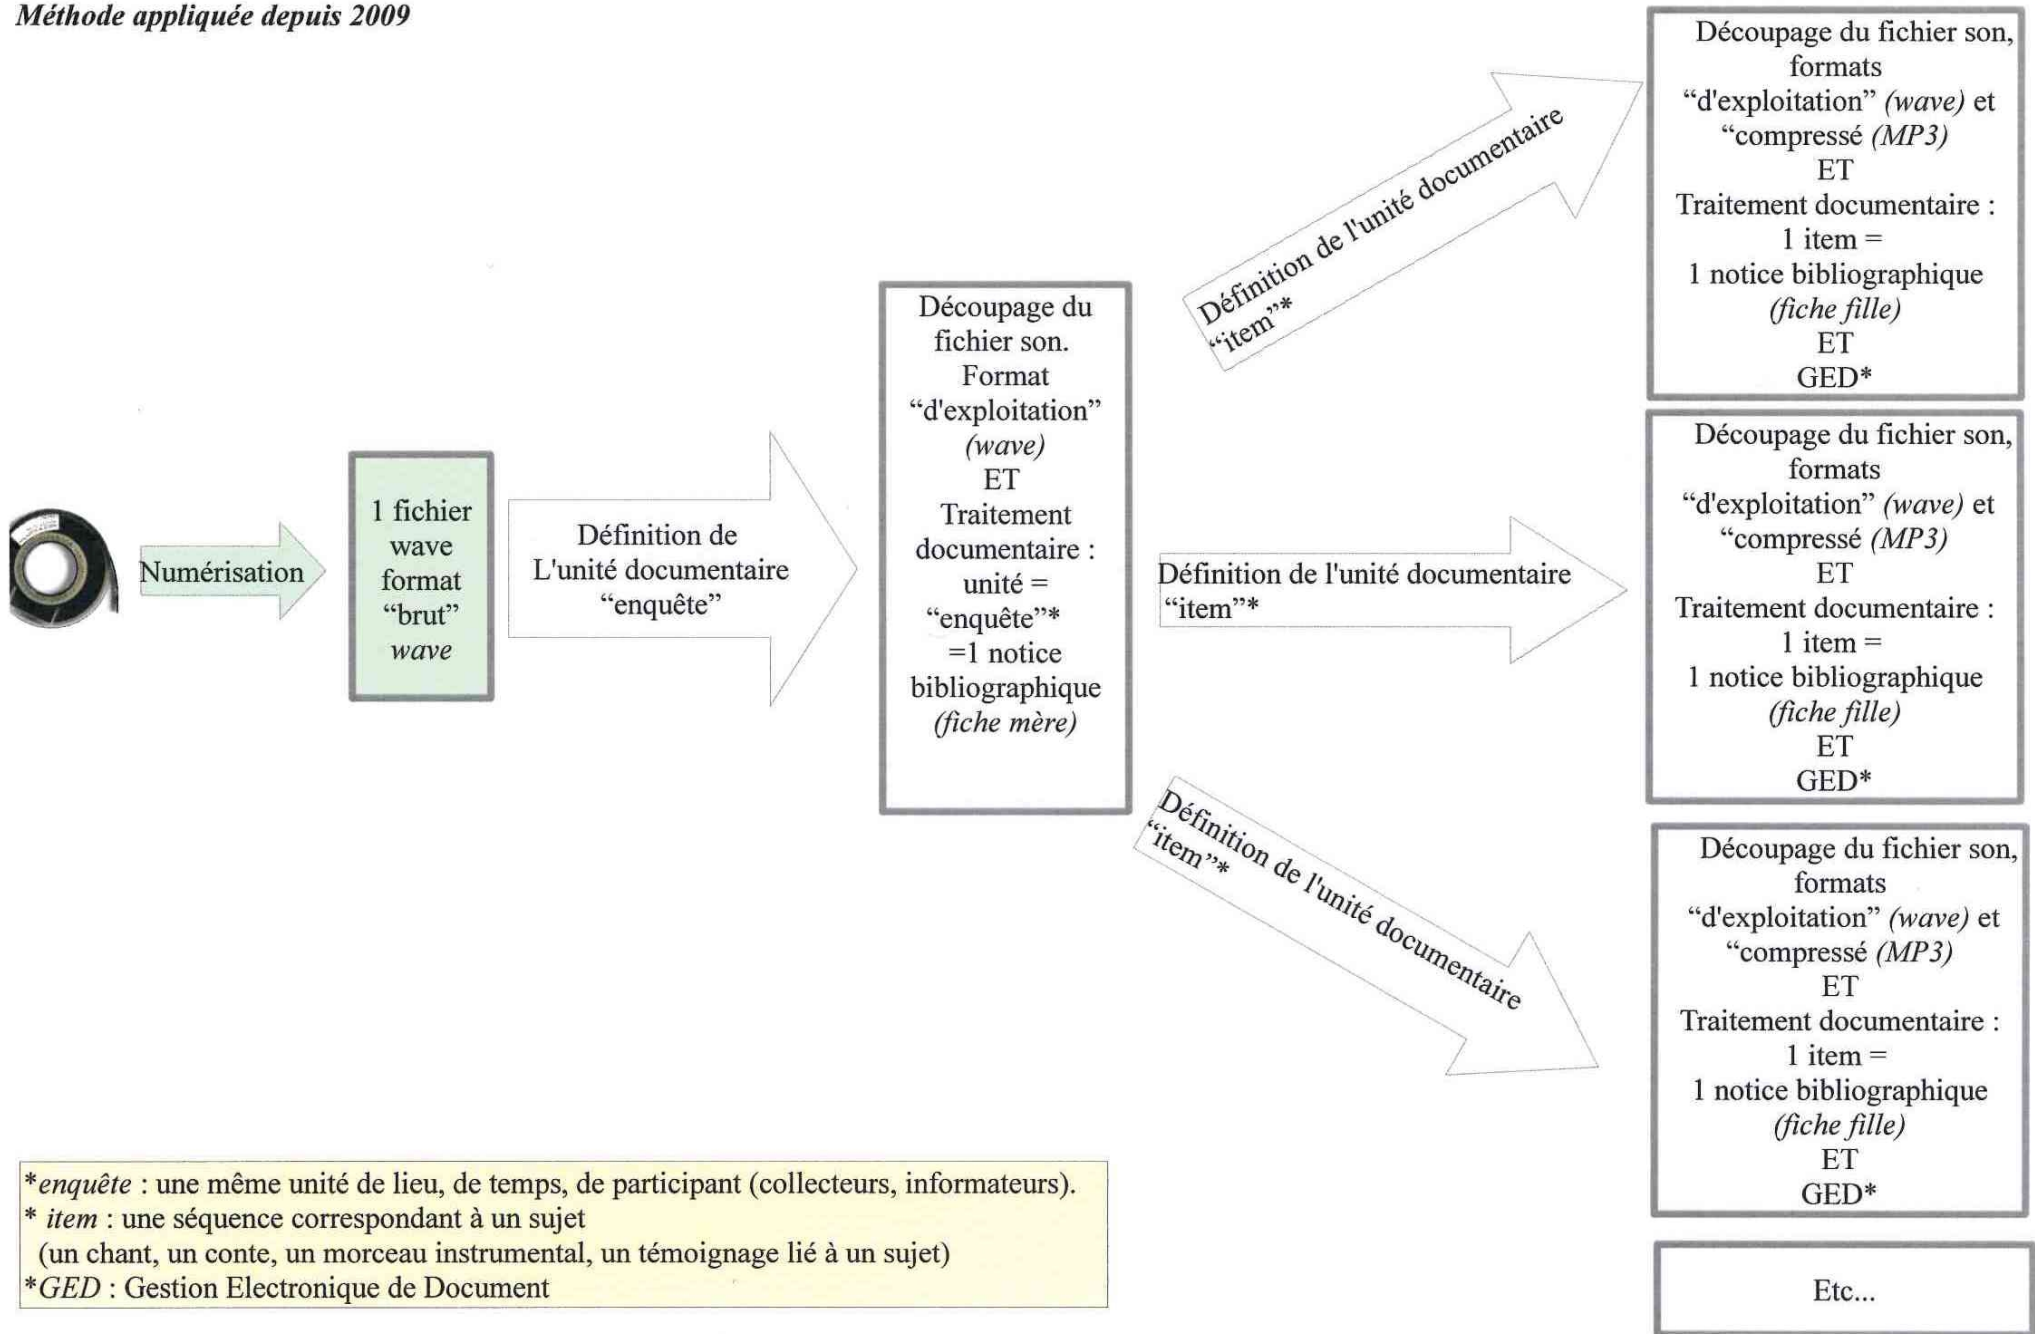 Méthode appliquée depuis 2009
Numérisation
1 fichier
wave
format
“brut”
wave
Définition de
L'unité documentaire
“enquête”
Découpage du
fichier son.
Format
“d'exploitation”
(wave)
ET
Traitement
documentaire :
unité =
“enquête”*
=1 notice
bibliographique
(fiche mère)
Définition de l'unité documentaire
“item”*
Découpage du fichier son,
formats
“d'exploitation” (wave) et
“compressé (MP3)
ET
Traitement documentaire :
1 item =
1 notice bibliographique
(fiche fille)
ET
GED*
Définition de l'unité documentaire
“item”*
Découpage du fichier son,
formats
“d'exploitation” (wave) et
“compressé (MP3)
ET
Traitement documentaire :
1 item =
1 notice bibliographique
(fiche fille)
ET
GED*
Définition de l'unité documentaire
“item”*
Découpage du fichier son,
formats
“d'exploitation” (wave) et
“compressé (MP3)
ET
Traitement documentaire :
1 item =
1 notice bibliographique
(fiche fille)
ET
GED*
Etc...
*enquête : une même unité de lieu, de temps, de participant (collecteurs, informateurs).
* item : une séquence correspondant à un sujet
(un chant, un conte, un morceau instrumental, un témoignage lié à un sujet)
*GED : Gestion Electronique de Document